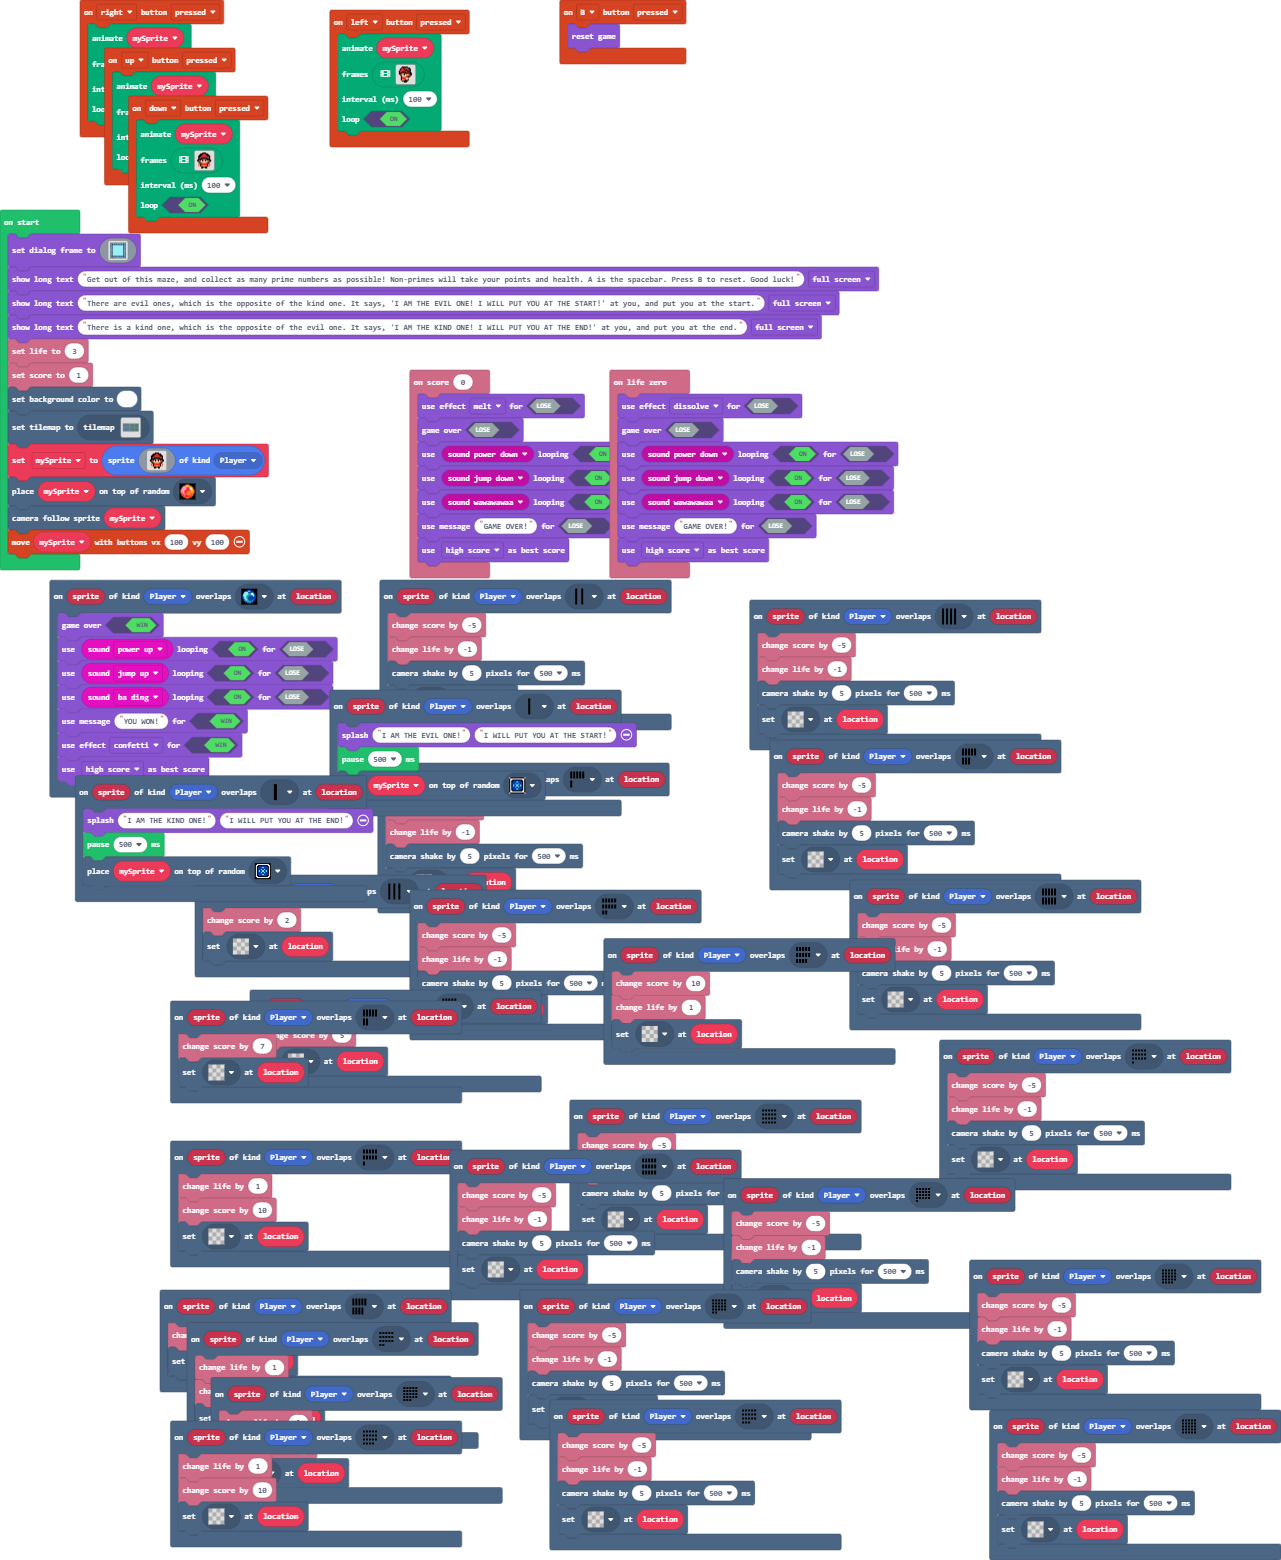 on right button pressed
animate mySprite
on up button pressed
animate mySprite
on down button pressed
animate mySprite
frames
interval (ms) 100
loop ON
on left button pressed
animate mySprite
frames
interval (ms) 100
loop ON
on B button pressed
reset game
on start
set dialog frame to
show long text "Get out of this maze, and collect as many prime numbers as possible! Non-primes will take your points and health. A is the spacebar. Press B to reset. Good luck!" full screen
show long text "There are evil ones, which is the opposite of the kind one. It says, 'I AM THE EVIL ONE! I WILL PUT YOU AT THE START!' at you, and put you at the start." full screen
show long text "There is a kind one, which is the opposite of the evil one. It says, 'I AM THE KIND ONE! I WILL PUT YOU AT THE END!' at you, and put you at the end." full screen
set life to 3
set score to 1
set background color to
set tilemap to tilemap
set mySprite to sprite of kind Player
place mySprite on top of random
camera follow sprite mySprite
move mySprite with buttons vx 100 vy 100
on score 0
use effect melt for LOSE
game over LOSE
use sound power down looping ON
use sound jump down looping ON
use sound wawawawaa looping ON
use message "GAME OVER!" for LOSE
use high score as best score
on life zero
use effect dissolve for LOSE
game over LOSE
use sound power down looping ON for LOSE
use sound jump down looping ON for LOSE
use sound wawawawaa looping ON for LOSE
use message "GAME OVER!" for LOSE
use high score as best score
on sprite of kind Player overlaps at location
game over WIN
use sound power up looping ON for LOSE
use sound jump up looping ON for LOSE
use sound ba ding looping ON for LOSE
use message "YOU WON!" for WIN
use effect confetti for WIN
use high score as best score
on sprite of kind Player overlaps at location
change score by -5
change life by -1
camera shake by 5 pixels for 500 ms
on sprite of kind Player overlaps at location
splash "I AM THE EVIL ONE!" "I WILL PUT YOU AT THE START!"
pause 500 ms
mySprite on top of random
at location
change life by -1
camera shake by 5 pixels for 500 ms
on sprite of kind Player overlaps at location
change score by -5
change life by -1
camera shake by 5 pixels for 500 ms
set at location
on sprite of kind Player overlaps at location
change score by -5
change life by -1
camera shake by 5 pixels for 500 ms
set at location
on sprite of kind Player overlaps at location
splash "I AM THE KIND ONE!" "I WILL PUT YOU AT THE END!"
pause 500 ms
place mySprite on top of random
change score by 2
set at location
on sprite of kind Player overlaps at location
change score by -5
change life by -1
camera shake by 5 pixels for 500
on sprite of kind Player overlaps at location
change score by -5
life by -1
camera shake by 5 pixels for 500 ms
set at location
on sprite of kind Player overlaps at location
change score by 10
change life by 1
set at location
at location
on sprite of kind Player overlaps at location
score by 5
change score by 7
at location
set at location
on sprite of kind Player overlaps at location
change score by -5
change life by -1
camera shake by 5 pixels for 500 ms
set at location
on sprite of kind Player overlaps at location
change score by -5
camera shake by 5 pixels for
set at location
on sprite of kind Player overlaps at location
change life by 1
change score by 10
set at location
on sprite of kind Player overlaps at location
change score by -5
change life by -1
camera shake by 5 pixels for 500 ms
set at location
on sprite of kind Player overlaps at location
change score by -5
change life by -1
camera shake by 5 pixels for 500 ms
location
on sprite of kind Player overlaps at location
change score by -5
change life by -1
camera shake by 5 pixels for 500 ms
set at location
on sprite of kind Player overlaps at location
set
on sprite of kind Player overlaps at location
change life by 1
set
on sprite of kind Player overlaps at location
on sprite of kind Player overlaps at location
change life by 1
at location
change score by 10
set at location
on sprite of kind Player overlaps at location
change score by -5
change life by -1
camera shake by 5 pixels for 500 ms
set
on sprite of kind Player overlaps at location
change score by -5
change life by -1
camera shake by 5 pixels for 500 ms
set at location
on sprite of kind Player overlaps at location
change score by -5
change life by -1
camera shake by 5 pixels for 500 ms
set at location